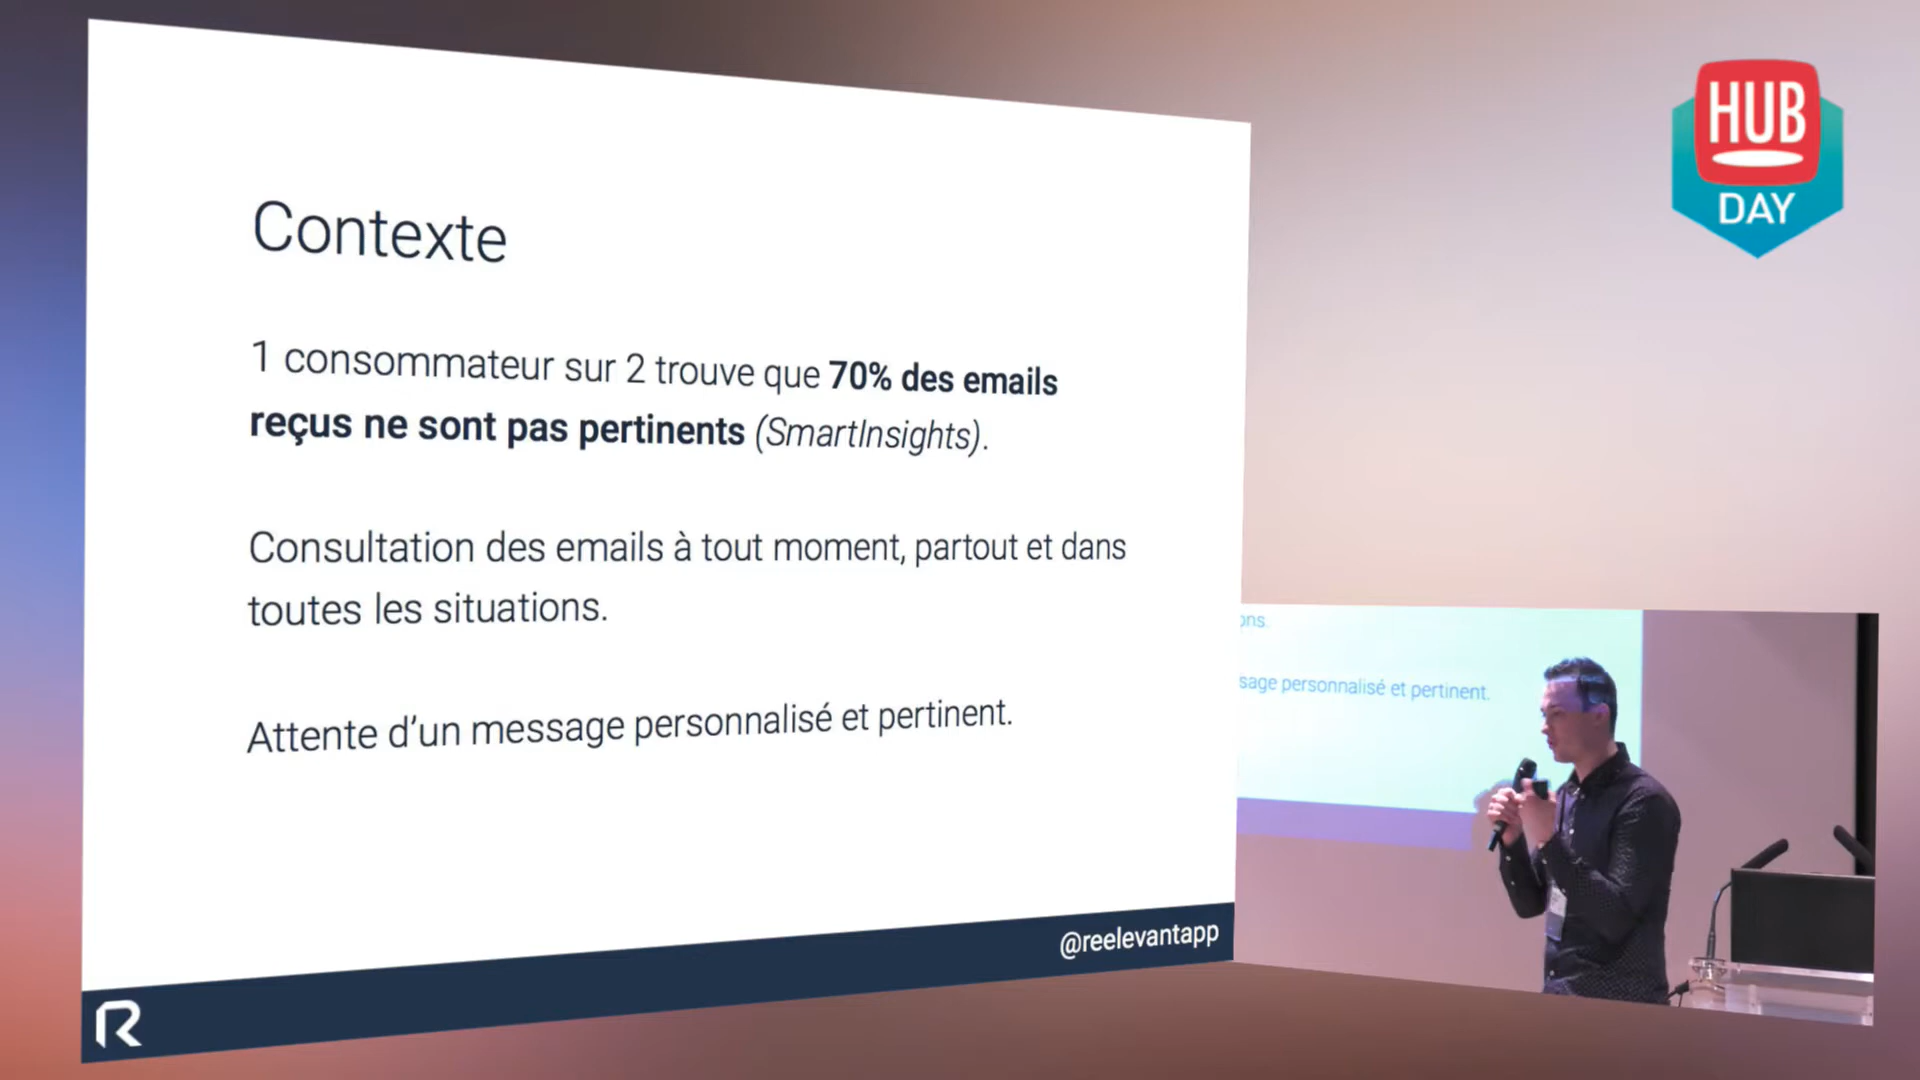 Contexte
1 consommateur sur 2 trouve que 70% des emails
reçus ne sont pas pertinents (SmartInsights).
Consultation des emails à tout moment, partout et dans
toutes les situations.
Attente d'un message personnalisé et pertinent.
@reelevantapp
R
HUB
DAY
ons.
sage personnalisé et pertinent.